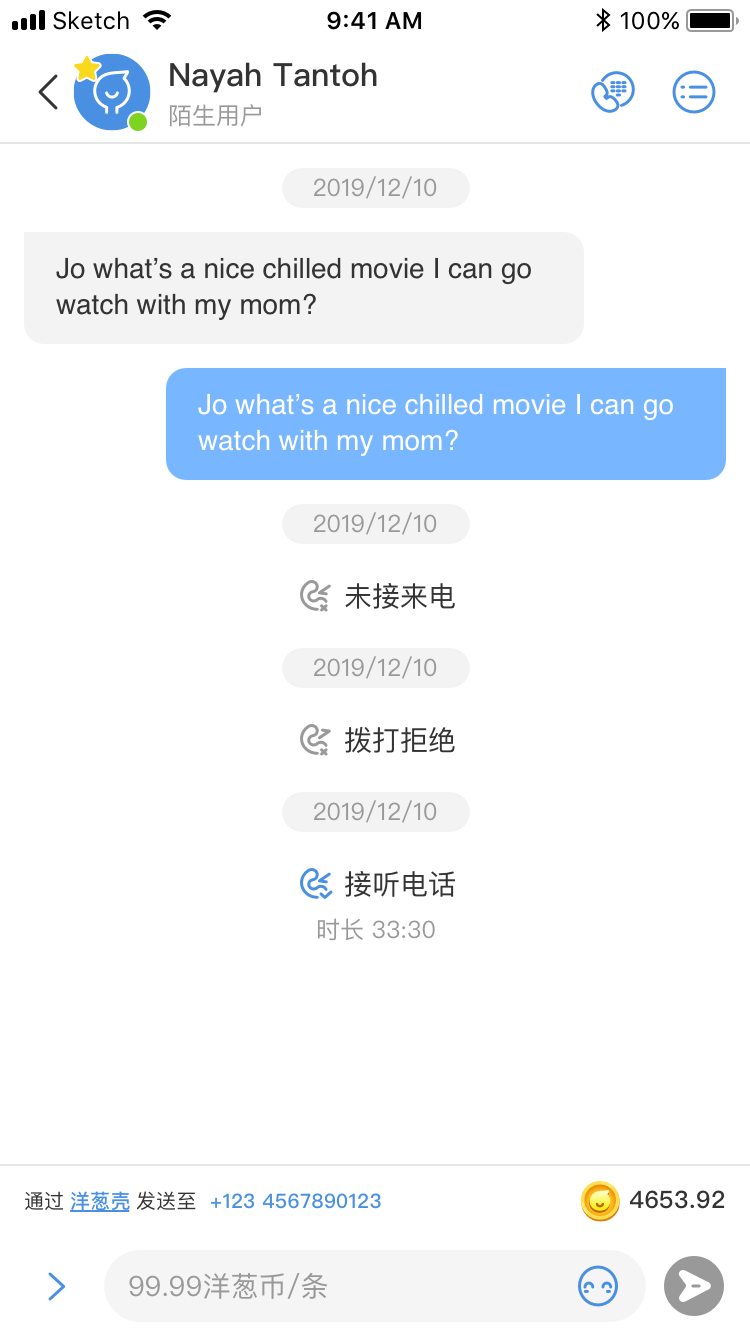 Sketch 9:41 AM 100%
Nayah Tantoh
陌生用户
2019/12/10
Jo what’s a nice chilled movie I can go
watch with my mom?
Jo what’s a nice chilled movie I can go
watch with my mom?
2019/12/10
未接来电
2019/12/10
拨打拒绝
2019/12/10
接听电话
时长 33:30
通过 洋葱壳 发送至 +123 4567890123 4653.92
99.99洋葱币/条